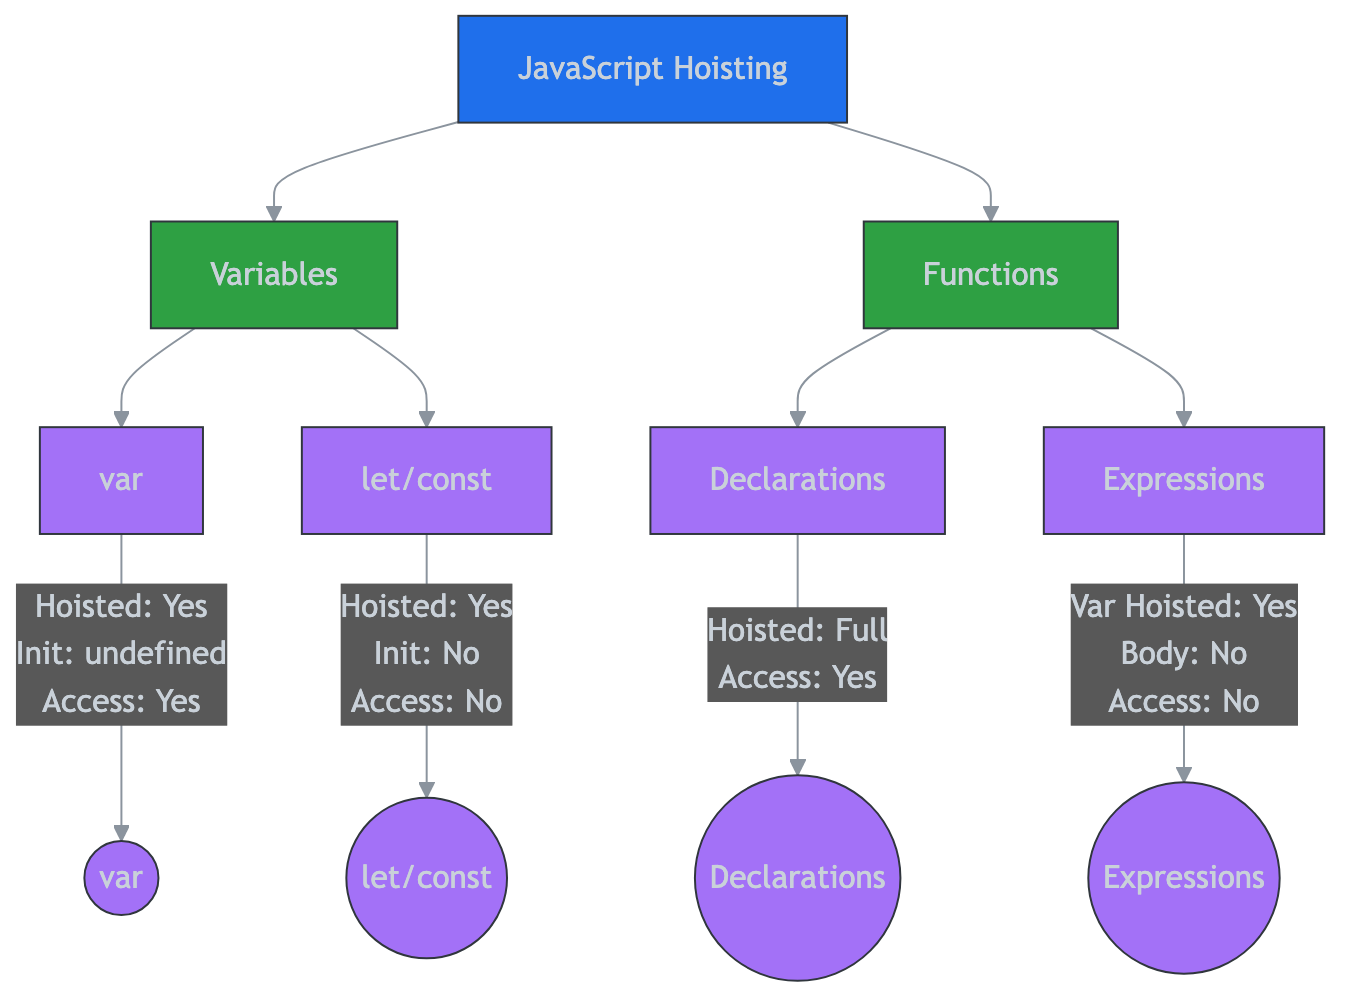 JavaScript Hoisting
Variables
Functions
var
let/const
Declarations
Expressions
Hoisted: Yes
Init: undefined
Access: Yes
Hoisted: Yes
Init: No
Access: No
Hoisted: Full
Access: Yes
Var Hoisted: Yes
Body: No
Access: No
var
let/const
Declarations
Expressions